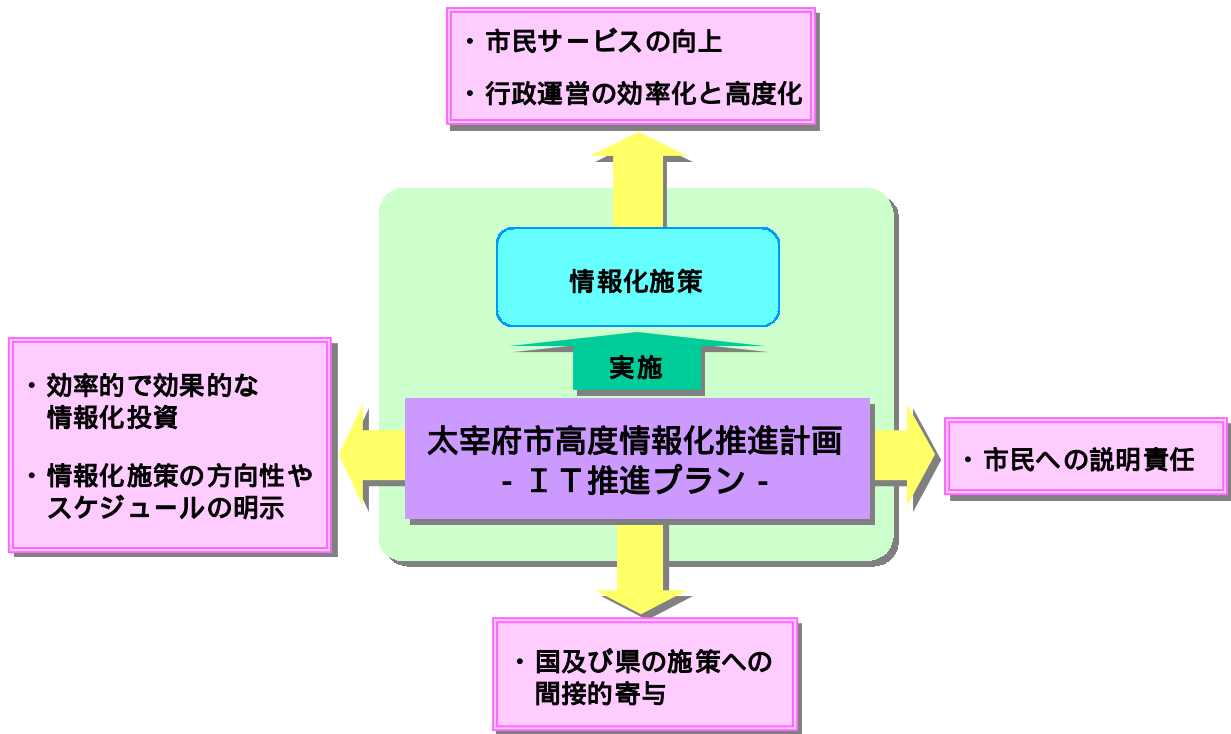 ・市民サービスの向上
・行政運営の効率化と高度化
情報化施策
実施
・効率的で効果的な
情報化投資
・情報化施策の方向性や
スケジュールの明示
太宰府市高度情報化推進計画
-ＩＴ推進プラン-
・市民への説明責任
・国及び県の施策への
間接的寄与